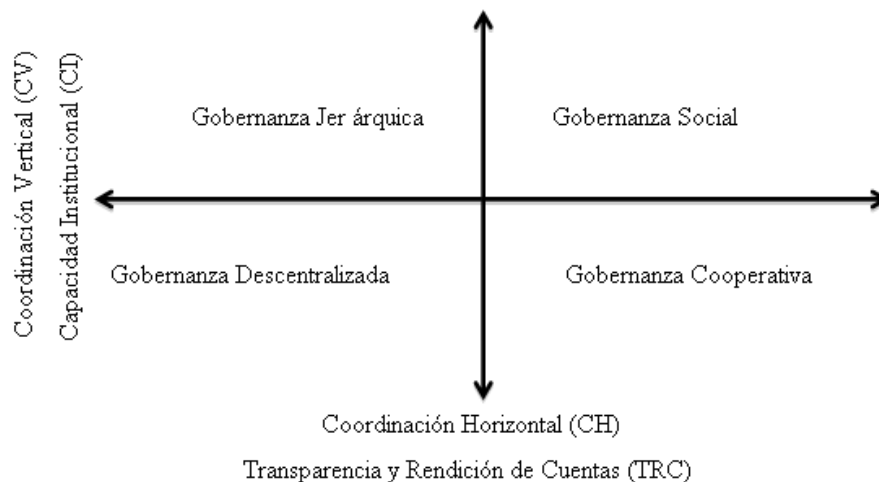 Coordinación Vertical (CV)
Capacidad Institucional (CI)
Gobernanza Jer árquica
Gobernanza Social
Gobernanza Descentralizada
Gobernanza Cooperativa
Coordinación Horizontal (CH)
Transparencia y Rendición de Cuentas (TRC)